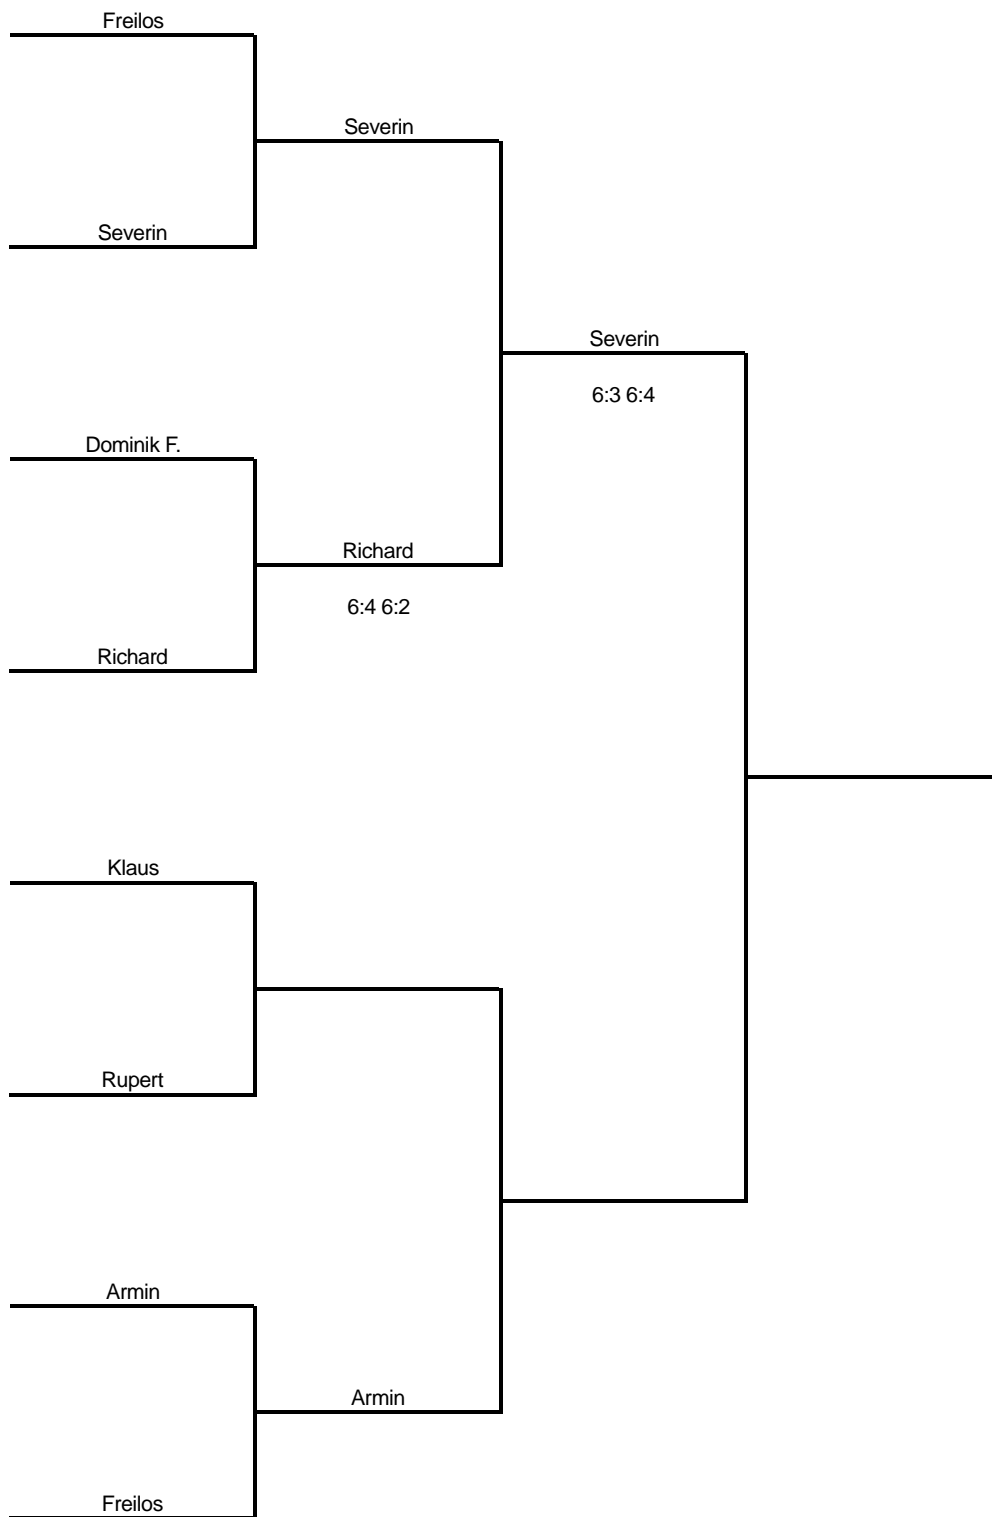 Freilos
Severin
Severin
Severin
6:3 6:4
Dominik F.
Richard
6:4 6:2
Richard
Klaus
Rupert
Armin
Armin
Freilos